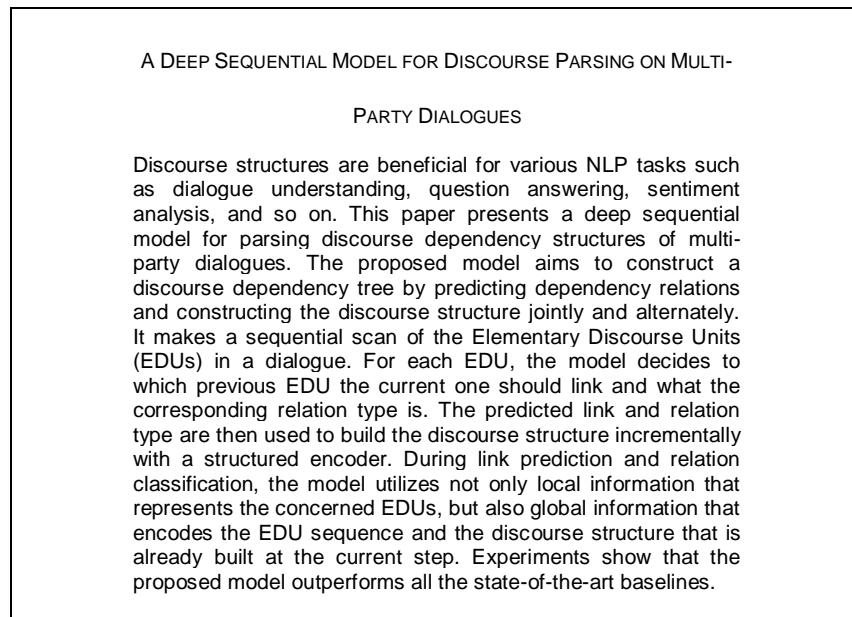 A DEEP SEQUENTIAL MODEL FOR DISCOURSE PARSING ON MULTI-
PARTY DIALOGUES
Discourse structures are beneficial for various NLP tasks such
as dialogue understanding, question answering, sentiment
analysis, and so on. This paper presents a deep sequential
model for parsing discourse dependency structures of multi-
party dialogues. The proposed model aims to construct a
discourse dependency tree by predicting dependency relations
and constructing the discourse structure jointly and alternately.
It makes a sequential scan of the Elementary Discourse Units
(EDUs) in a dialogue. For each EDU, the model decides to
which previous EDU the current one should link and what the
corresponding relation type is. The predicted link and relation
type are then used to build the discourse structure incrementally
with a structured encoder. During link prediction and relation
classification, the model utilizes not only local information that
represents the concerned EDUs, but also global information that
encodes the EDU sequence and the discourse structure that is
already built at the current step. Experiments show that the
proposed model outperforms all the state-of-the-art baselines.